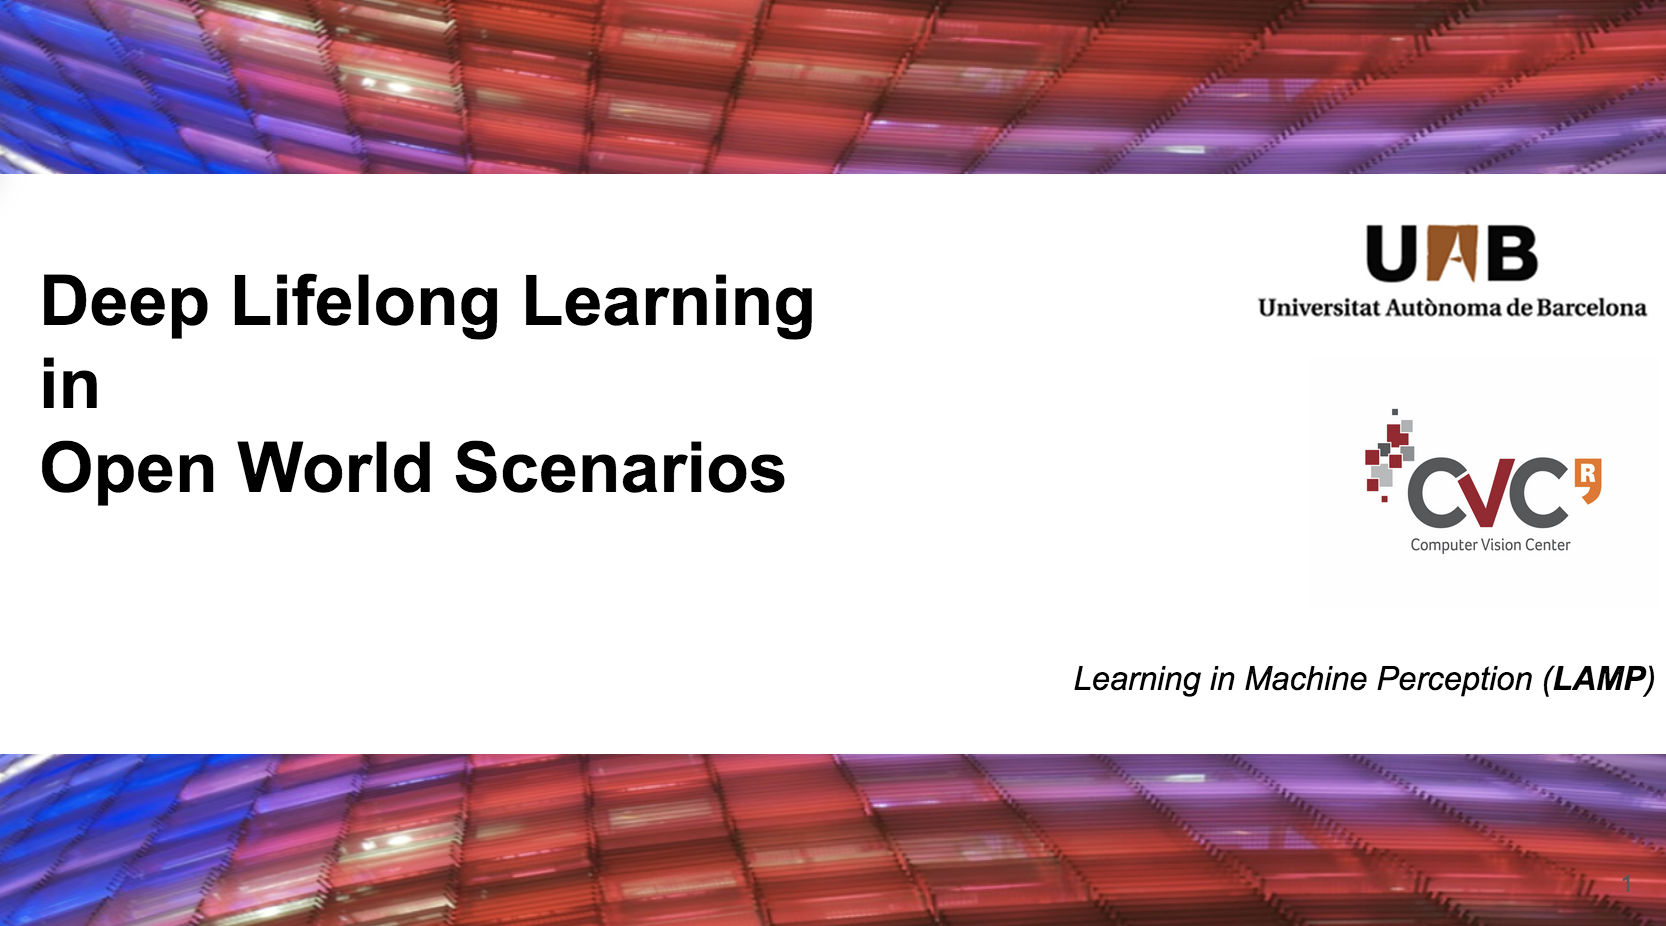 Deep Lifelong Learning
in
Open World Scenarios
UAB
Universitat Autònoma de Barcelona
CVC R
Computer Vision Center
Learning in Machine Perception (LAMP)
1